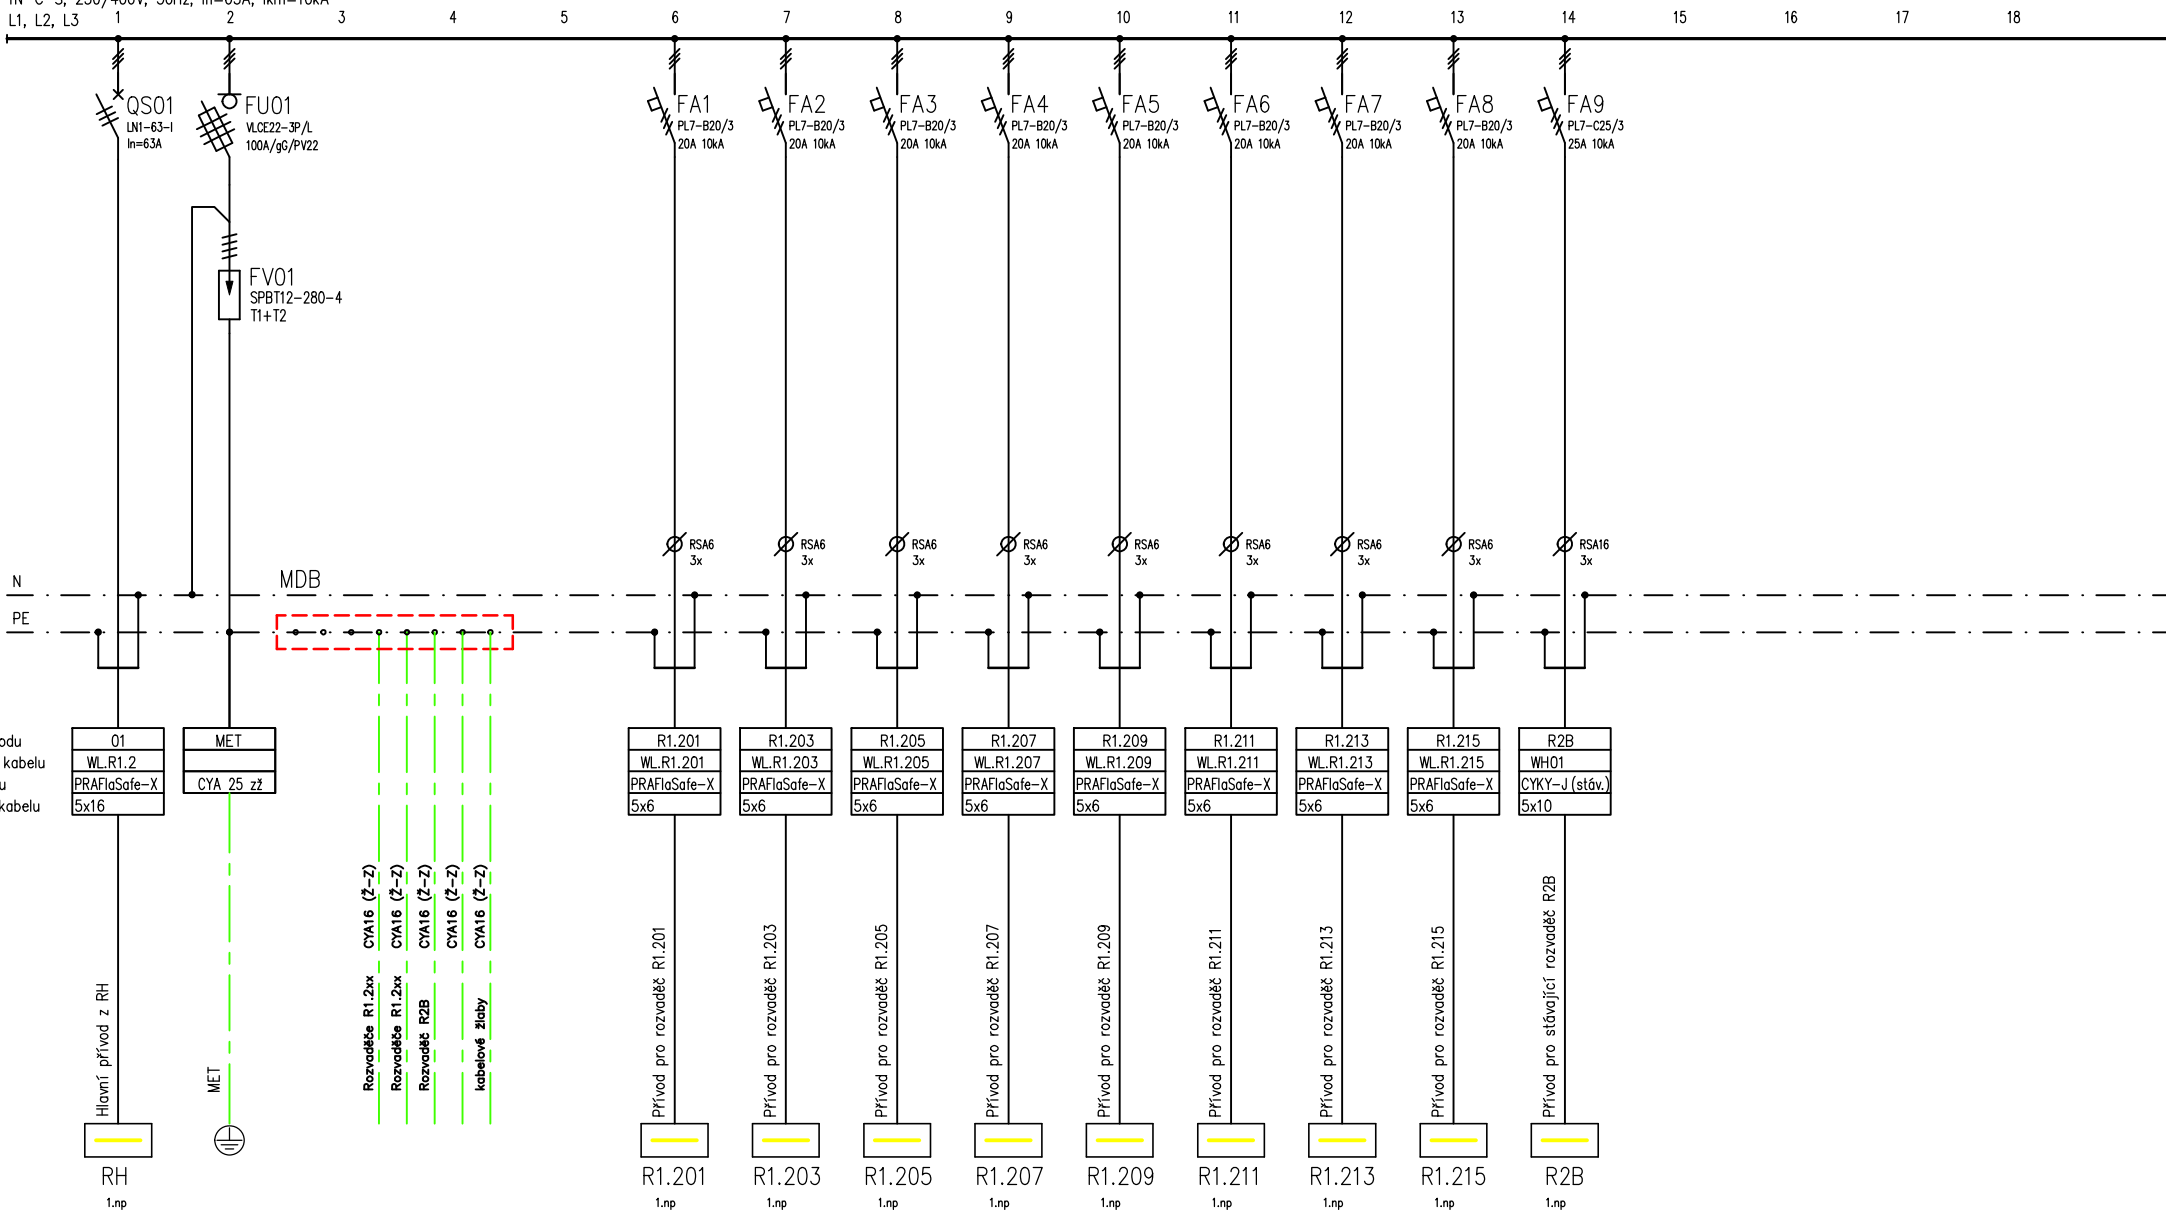 TN-C-S, 230/400V, 50Hz, In=63A, Ikm=10kA
L1, L2, L3
1 2 3 4 5 6 7 8 9 10 11 12 13 14 15 16 17 18
QS01
LN1-63-I
In=63A
FU01
VLCE22-3P/L
100A/gG/PV22
FA1
PL7-B20/3
20A 10kA
FA2
PL7-B20/3
20A 10kA
FA3
PL7-B20/3
20A 10kA
FA4
PL7-B20/3
20A 10kA
FA5
PL7-B20/3
20A 10kA
FA6
PL7-B20/3
20A 10kA
FA7
PL7-B20/3
20A 10kA
FA8
PL7-B20/3
20A 10kA
FA9
PL7-C25/3
25A 10kA
FV01
SPBT12-280-4
T1+T2
RSA6
3x
RSA6
3x
RSA6
3x
RSA6
3x
RSA6
3x
RSA6
3x
RSA6
3x
RSA6
3x
RSA16
3x
N
MDB
PE
odu
kabelu
u
kabelu
01
WL.R1.2
PRAFlaSafe-X
5x16
MET
CYA 25 zž
R1.201
WL.R1.201
PRAFlaSafe-X
5x6
R1.203
WL.R1.203
PRAFlaSafe-X
5x6
R1.205
WL.R1.205
PRAFlaSafe-X
5x6
R1.207
WL.R1.207
PRAFlaSafe-X
5x6
R1.209
WL.R1.209
PRAFlaSafe-X
5x6
R1.211
WL.R1.211
PRAFlaSafe-X
5x6
R1.213
WL.R1.213
PRAFlaSafe-X
5x6
R1.215
WL.R1.215
PRAFlaSafe-X
5x6
R2B
WH01
CYKY-J (stáv.)
5x10
Hlavní přívod z RH
MET
Rozvaděče R1.2xx CYA16 (Ž-Z)
Rozvaděče R1.2xx CYA16 (Ž-Z)
Rozvaděč R2B CYA16 (Ž-Z)
CYA16 (Ž-Z)
kabelové žlaby CYA16 (Ž-Z)
Přívod pro rozvaděč R1.201
Přívod pro rozvaděč R1.203
Přívod pro rozvaděč R1.205
Přívod pro rozvaděč R1.207
Přívod pro rozvaděč R1.209
Přívod pro rozvaděč R1.211
Přívod pro rozvaděč R1.213
Přívod pro rozvaděč R1.215
Přívod pro stávající rozvaděč R2B
RH
1.np
R1.201
1.np
R1.203
1.np
R1.205
1.np
R1.207
1.np
R1.209
1.np
R1.211
1.np
R1.213
1.np
R1.215
1.np
R2B
1.np